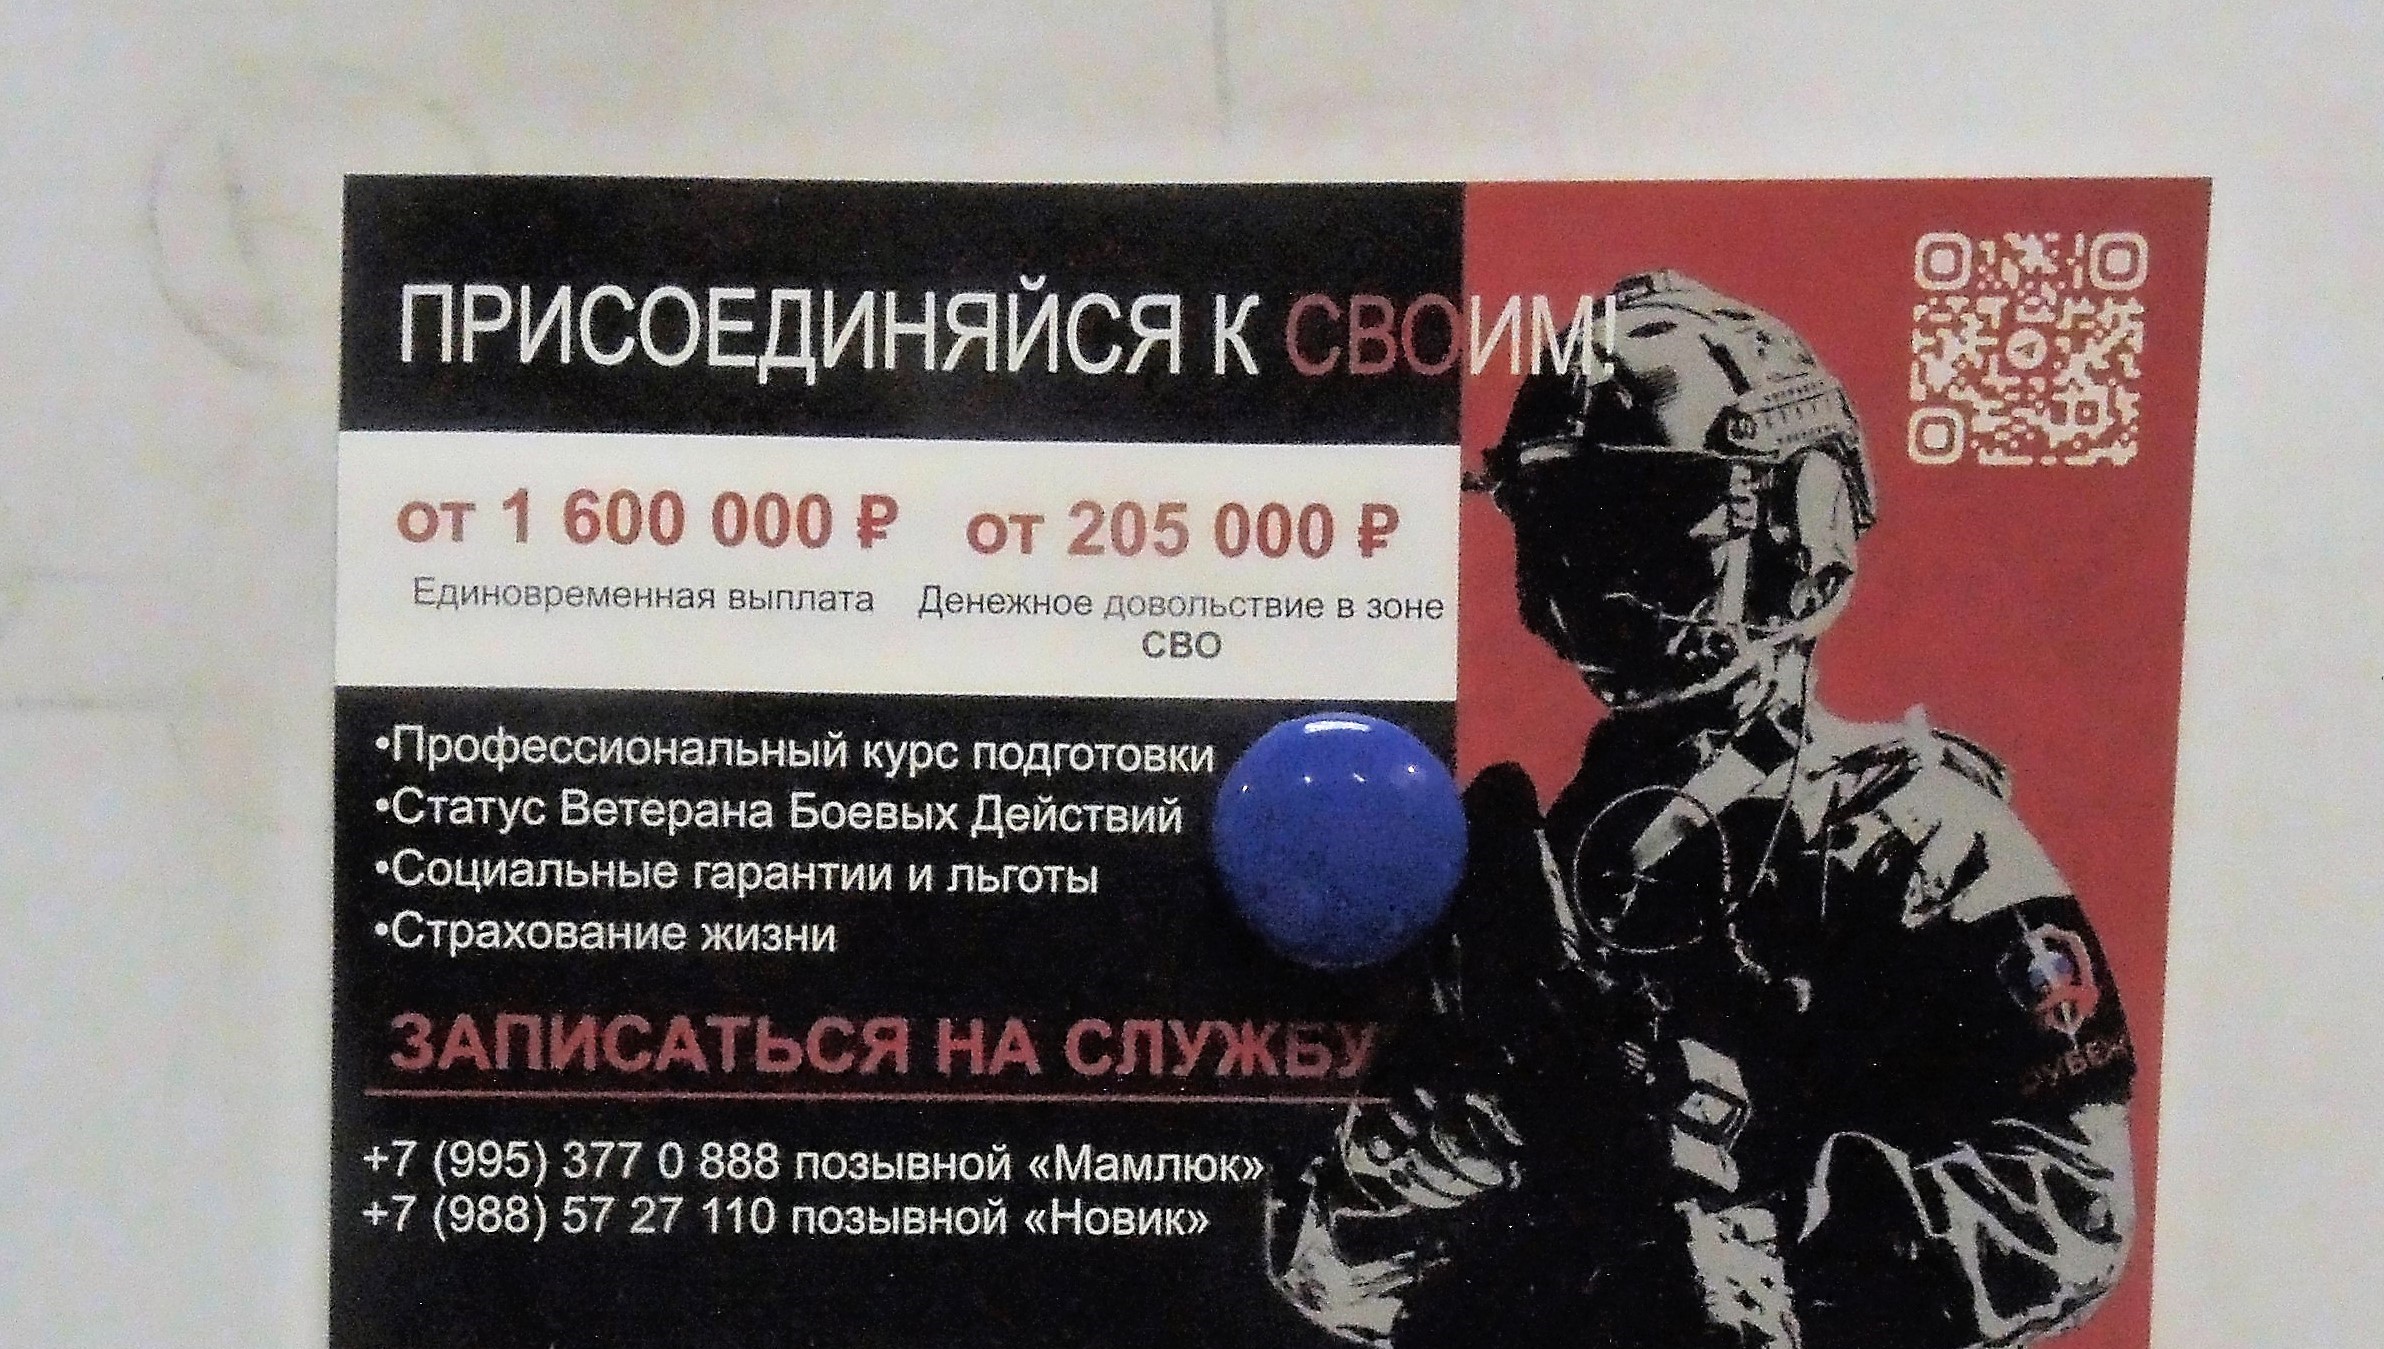 ПРИСОЕДИНЯЙСЯ К СВОИМ!
от 1 600 000 ₽
Единовременная выплата
от 205 000 ₽
Денежное довольствие в зоне
СВО
•Профессиональный курс подготовки
•Статус Ветерана Боевых Действий
•Социальные гарантии и льготы
•Страхование жизни
ЗАПИСАТЬСЯ НА СЛУЖБУ
+7 (995) 377 0 888 позывной «Мамлюк»
+7 (988) 57 27 110 позывной «Новик»